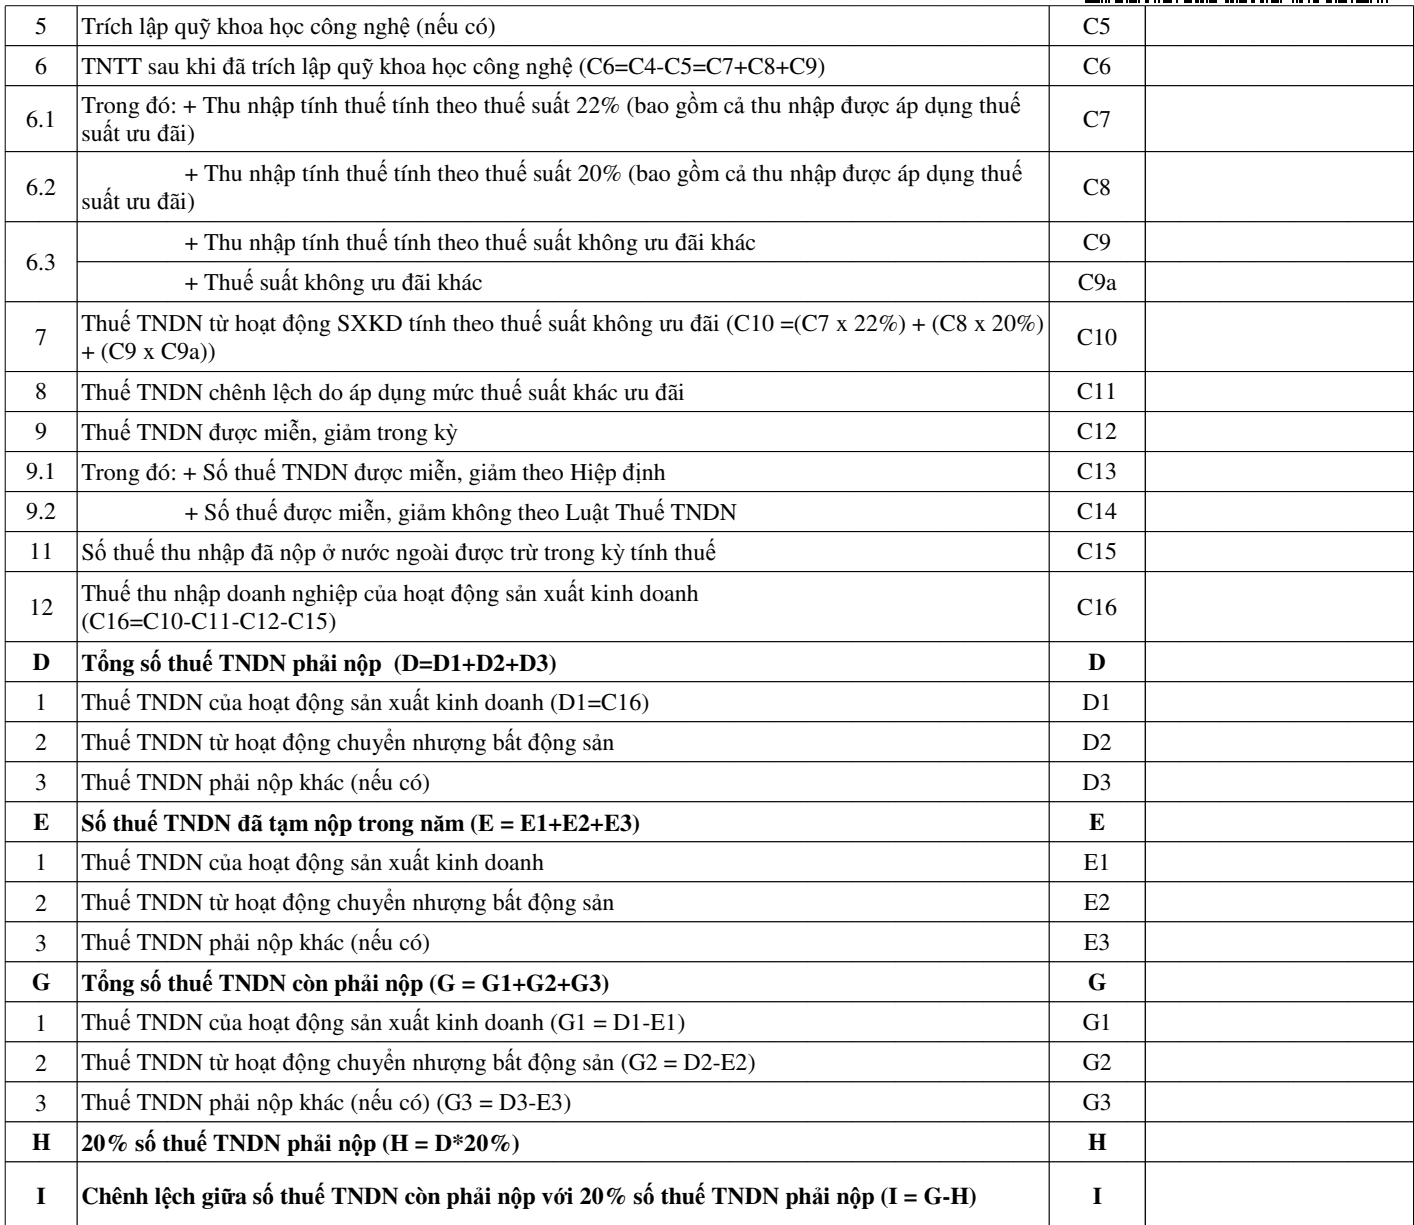 5 Trích lập quỹ khoa học công nghệ (nếu có) C5
6 TNTT sau khi đã trích lập quỹ khoa học công nghệ (C6=C4-C5=C7+C8+C9) C6
6.1 Trong đó: + Thu nhập tính thuế tính theo thuế suất 22% (bao gồm cả thu nhập được áp dụng thuế
suất ưu đãi) C7
6.2 + Thu nhập tính thuế tính theo thuế suất 20% (bao gồm cả thu nhập được áp dụng thuế
suất ưu đãi) C8
6.3 + Thu nhập tính thuế tính theo thuế suất không ưu đãi khác C9
+ Thuế suất không ưu đãi khác C9a
7 Thuế TNDN từ hoạt động SXKD tính theo thuế suất không ưu đãi (C10 =(C7 x 22%) + (C8 x 20%)
+ (C9 x C9a)) C10
8 Thuế TNDN chênh lệch do áp dụng mức thuế suất khác ưu đãi C11
9 Thuế TNDN được miễn, giảm trong kỳ C12
9.1 Trong đó: + Số thuế TNDN được miễn, giảm theo Hiệp định C13
9.2 + Số thuế được miễn, giảm không theo Luật Thuế TNDN C14
11 Số thuế thu nhập đã nộp ở nước ngoài được trừ trong kỳ tính thuế C15
12 Thuế thu nhập doanh nghiệp của hoạt động sản xuất kinh doanh
(C16=C10-C11-C12-C15) C16
D Tổng số thuế TNDN phải nộp (D=D1+D2+D3) D
1 Thuế TNDN của hoạt động sản xuất kinh doanh (D1=C16) D1
2 Thuế TNDN từ hoạt động chuyển nhượng bất động sản D2
3 Thuế TNDN phải nộp khác (nếu có) D3
E Số thuế TNDN đã tạm nộp trong năm (E = E1+E2+E3) E
1 Thuế TNDN của hoạt động sản xuất kinh doanh E1
2 Thuế TNDN từ hoạt động chuyển nhượng bất động sản E2
3 Thuế TNDN phải nộp khác (nếu có) E3
G Tổng số thuế TNDN còn phải nộp (G = G1+G2+G3) G
1 Thuế TNDN của hoạt động sản xuất kinh doanh (G1 = D1-E1) G1
2 Thuế TNDN từ hoạt động chuyển nhượng bất động sản (G2 = D2-E2) G2
3 Thuế TNDN phải nộp khác (nếu có) (G3 = D3-E3) G3
H 20% số thuế TNDN phải nộp (H = D*20%) H
I Chênh lệch giữa số thuế TNDN còn phải nộp với 20% số thuế TNDN phải nộp (I = G-H) I